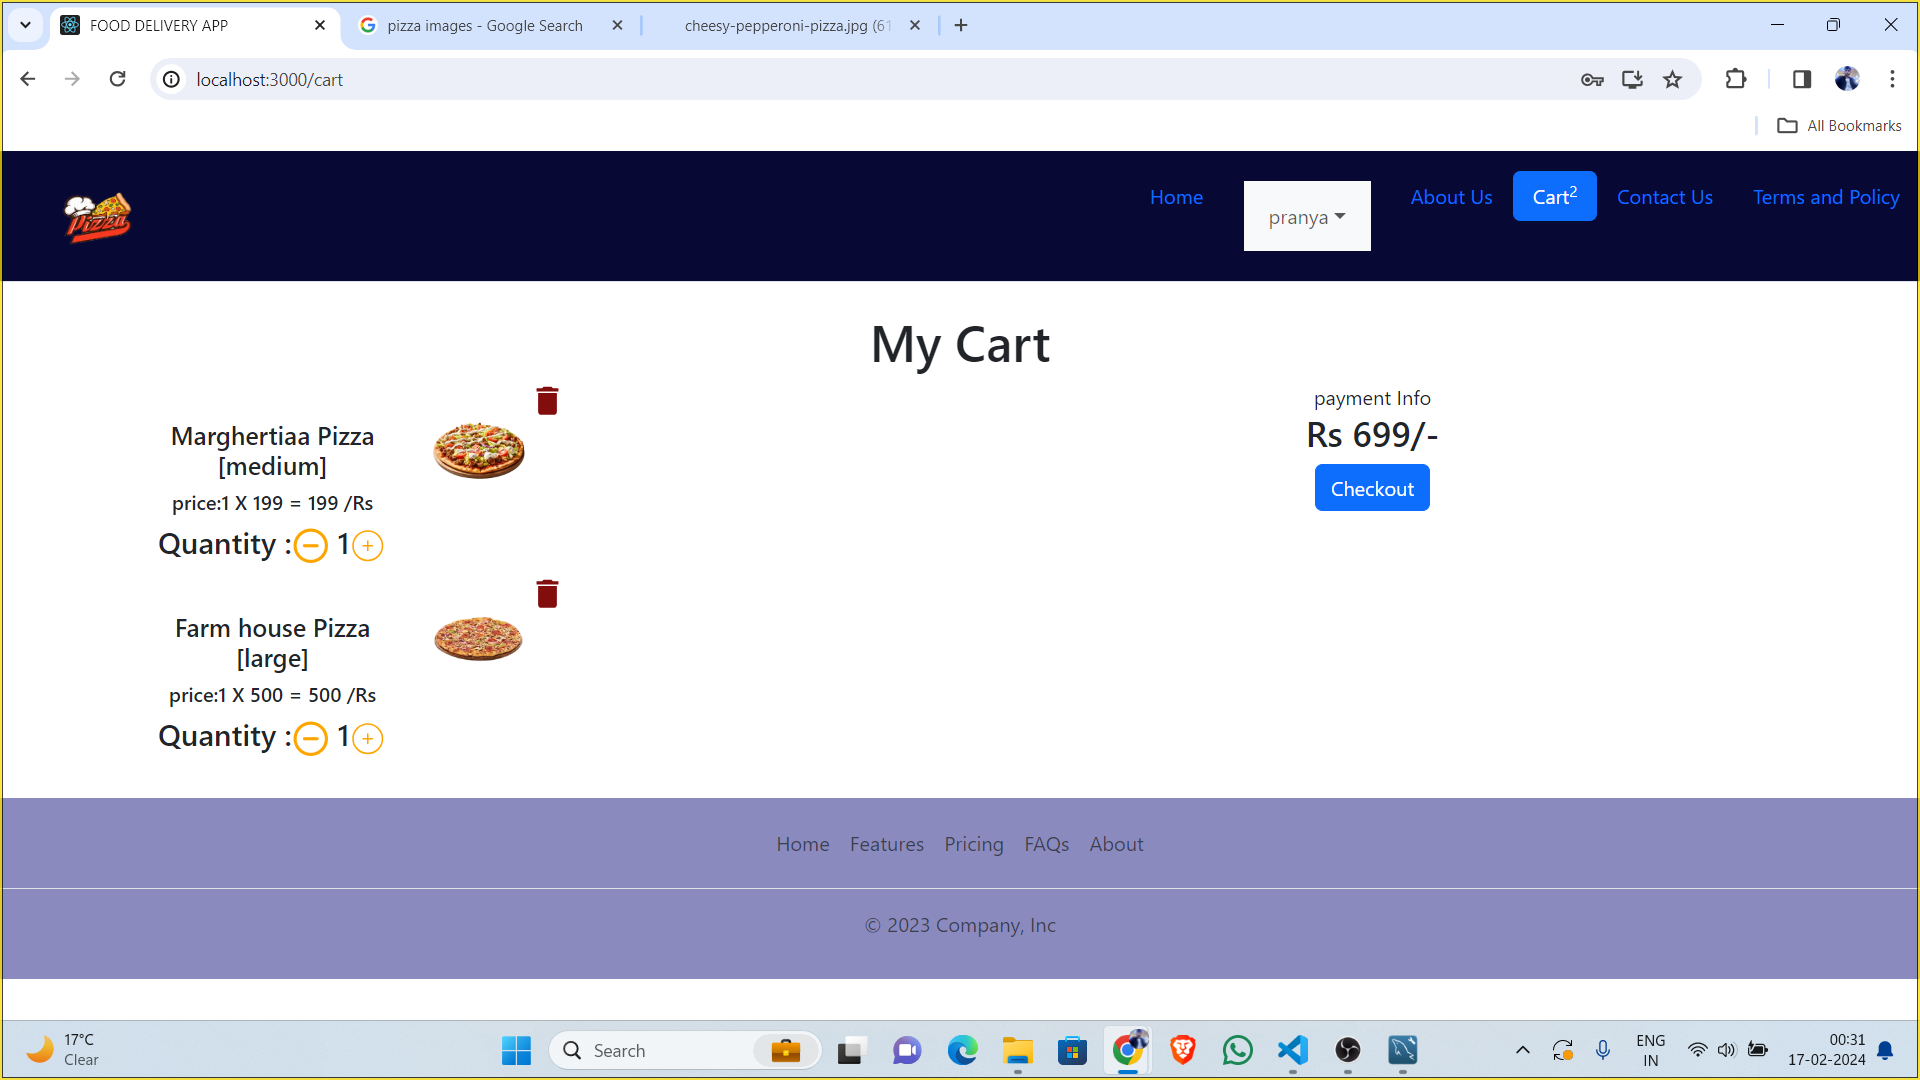 FOOD DELIVERY APP
pizza images - Google Search
cheesy-pepperoni-pizza.jpg (61
localhost:3000/cart
All Bookmarks
Pizza
Home
pranya
About Us
Cart2
Contact Us
Terms and Policy
My Cart
Marghertiaa Pizza
[medium]
price:1 X 199 = 199 /Rs
Quantity : 1
payment Info
Rs 699/-
Checkout
Farm house Pizza
[large]
price:1 X 500 = 500 /Rs
Quantity : 1
Home Features Pricing FAQs About
© 2023 Company, Inc
17°C
Clear
Search
ENG
IN
00:31
17-02-2024